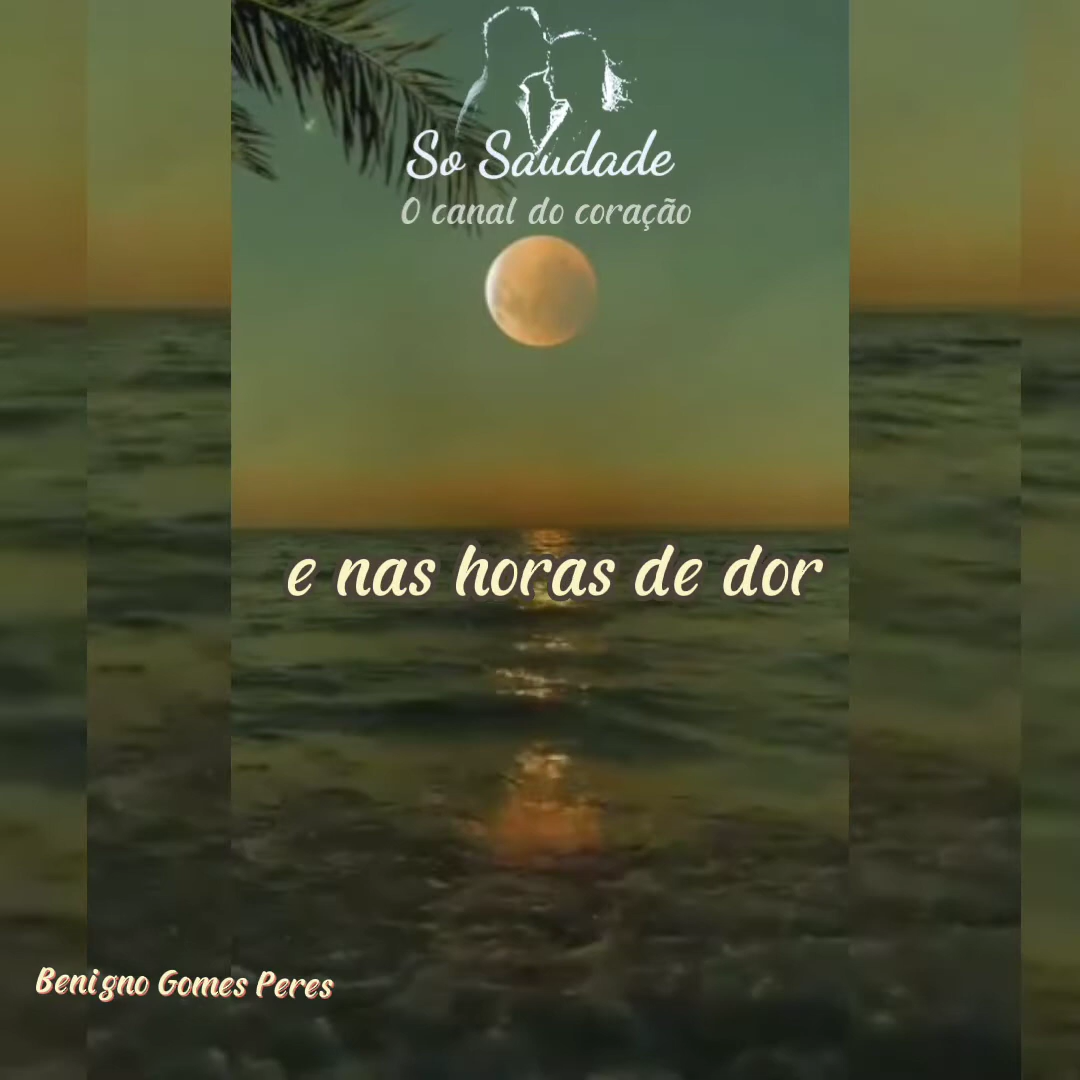 So Saudade
O canal do coração
e nas horas de dor
Benigno Gomes Peres